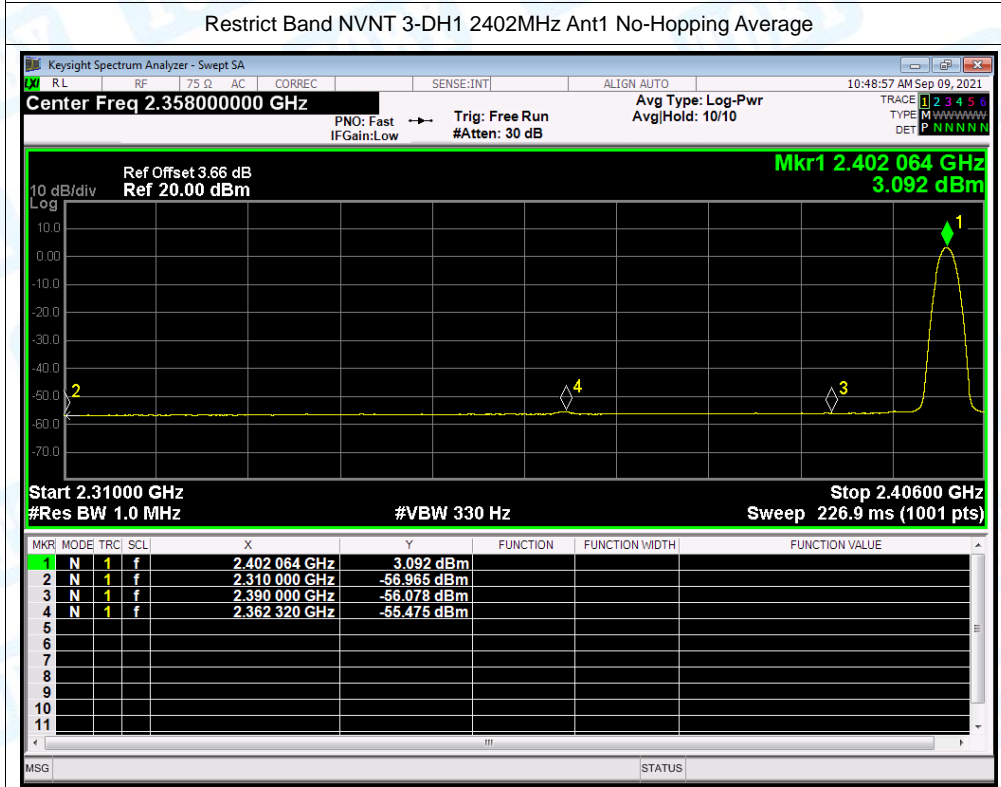 Restrict Band NVNT 3-DH1 2402MHz Ant1 No-Hopping Average
Keysight Spectrum Analyzer - Swept SA
LXI RL RF 75 Ω AC CORREC SENSE:INT ALIGN AUTO 10:48:57 AM Sep 09, 2021
Center Freq 2.358000000 GHz
PNO: Fast
IFGain:Low
Trig: Free Run
#Atten: 30 dB
Avg Type: Log-Pwr
Avg|Hold: 10/10
TRACE 1 2 3 4 5 6
TYPE M WWWWW
DET P N N N N N
Mkr1 2.402 064 GHz
3.092 dBm
Ref Offset 3.66 dB
10 dB/div Ref 20.00 dBm
Log
10.0
0.00
-10.0
-20.0
-30.0
-40.0
-50.0
-60.0
-70.0
1
2
4
3
Start 2.31000 GHz Stop 2.40600 GHz
#Res BW 1.0 MHz #VBW 330 Hz Sweep 226.9 ms (1001 pts)
MKR MODE TRC SCL X Y FUNCTION FUNCTION WIDTH FUNCTION VALUE
1 N 1 f 2.402 064 GHz 3.092 dBm
2 N 1 f 2.310 000 GHz -56.965 dBm
3 N 1 f 2.390 000 GHz -56.078 dBm
4 N 1 f 2.362 320 GHz -55.475 dBm
5
6
7
8
9
10
11
MSG STATUS